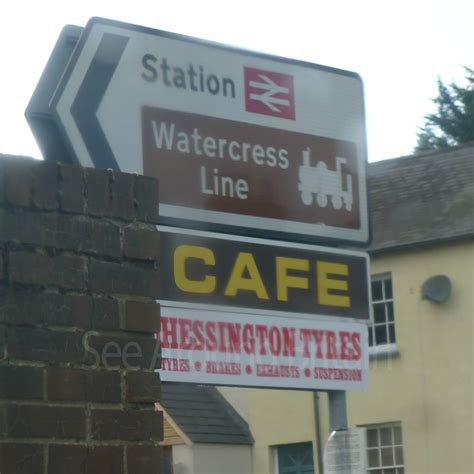 Station
Watercress
Line
CAFE
HESSINGTON TYRES
TYRES • BRAKES • EXHAUSTS • SUSPENSION